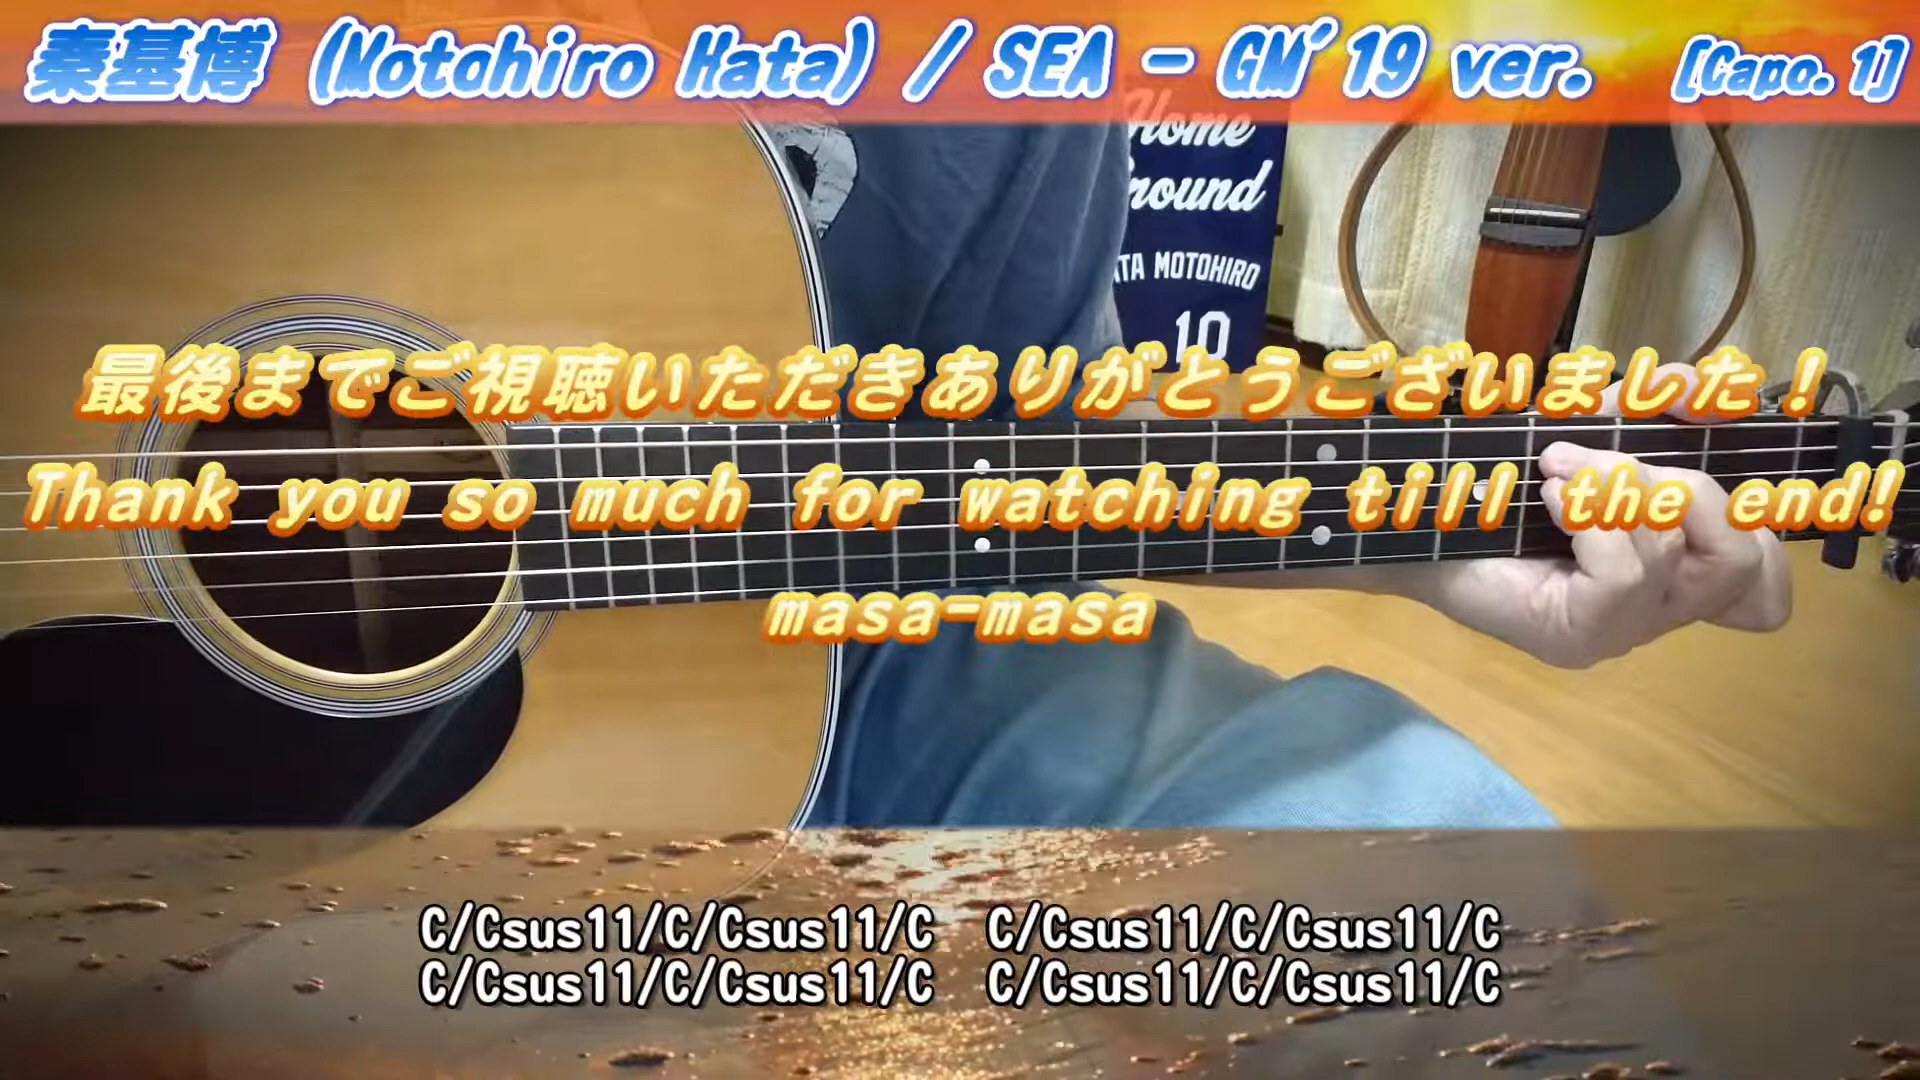 秦基博 (Motohiro Hata) / SEA - GM'19 ver. [Capo.1]
Home
round
ATA MOTOHIRO
10
最後までご視聴いただきありがとうございました！
Thank you so much for watching till the end!
masa-masa
C/Csus11/C/Csus11/C C/Csus11/C/Csus11/C
C/Csus11/C/Csus11/C C/Csus11/C/Csus11/C